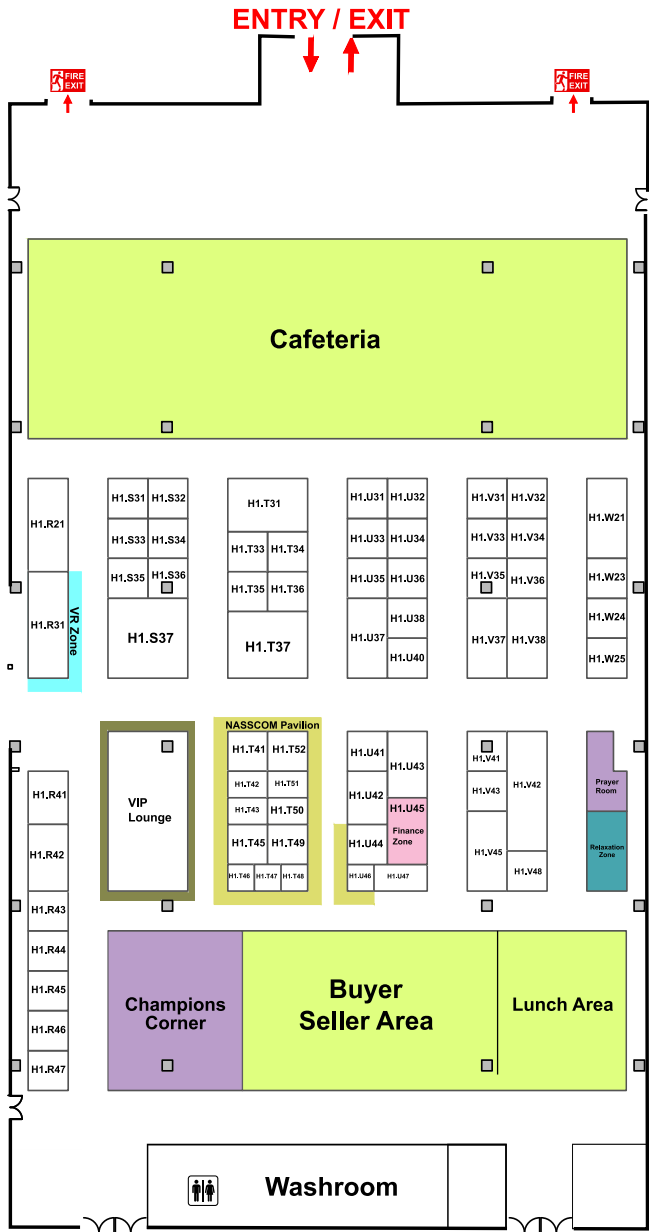 ENTRY / EXIT
FIRE
EXIT
FIRE
EXIT
Cafeteria
H1.R21
H1.R31
VR Zone
H1.S31
H1.S32
H1.S33
H1.S34
H1.S35
H1.S36
H1.S37
H1.T31
H1.T33
H1.T34
H1.T35
H1.T36
H1.T37
H1.U31
H1.U32
H1.U33
H1.U34
H1.U35
H1.U36
H1.U37
H1.U38
H1.U40
H1.V31
H1.V32
H1.V33
H1.V34
H1.V35
H1.V36
H1.V37
H1.V38
H1.W21
H1.W23
H1.W24
H1.W25
H1.R41
H1.R42
H1.R43
H1.R44
H1.R45
H1.R46
H1.R47
VIP
Lounge
NASSCOM Pavilion
H1.T41
H1.T52
H1.T42
H1.T51
H1.T43
H1.T50
H1.T45
H1.T49
H1.T46
H1.T47
H1.T48
H1.U41
H1.U43
H1.U42
H1.U45
Finance
Zone
H1.U44
H1.U46
H1.U47
H1.V41
H1.V42
H1.V43
H1.V45
H1.V48
Prayer
Room
Relaxation
Zone
Champions
Corner
Buyer
Seller Area
Lunch Area
Washroom